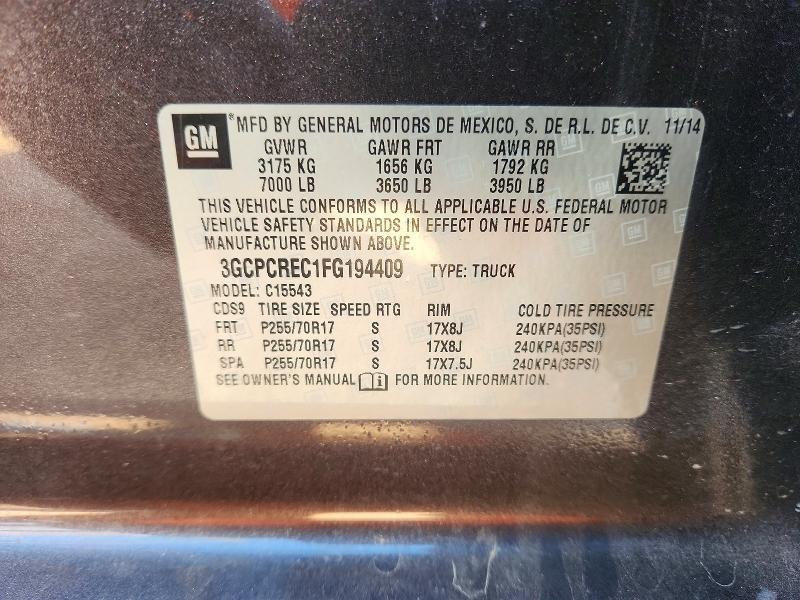 GM ® MFD BY GENERAL MOTORS DE MEXICO, S. DE R.L. DE C.V. 11/14
GVWR GAWR FRT GAWR RR
3175 KG 1656 KG 1792 KG
7000 LB 3650 LB 3950 LB
THIS VEHICLE CONFORMS TO ALL APPLICABLE U.S. FEDERAL MOTOR
VEHICLE SAFETY STANDARDS IN EFFECT ON THE DATE OF
MANUFACTURE SHOWN ABOVE.
3GCPCREC1FG194409 TYPE: TRUCK
MODEL: C15543
CDS9 TIRE SIZE SPEED RTG RIM COLD TIRE PRESSURE
FRT P255/70R17 S 17X8J 240KPA(35PSI)
RR P255/70R17 S 17X8J 240KPA(35PSI)
SPA P255/70R17 S 17X7.5J 240KPA(35PSI)
SEE OWNER'S MANUAL FOR MORE INFORMATION.